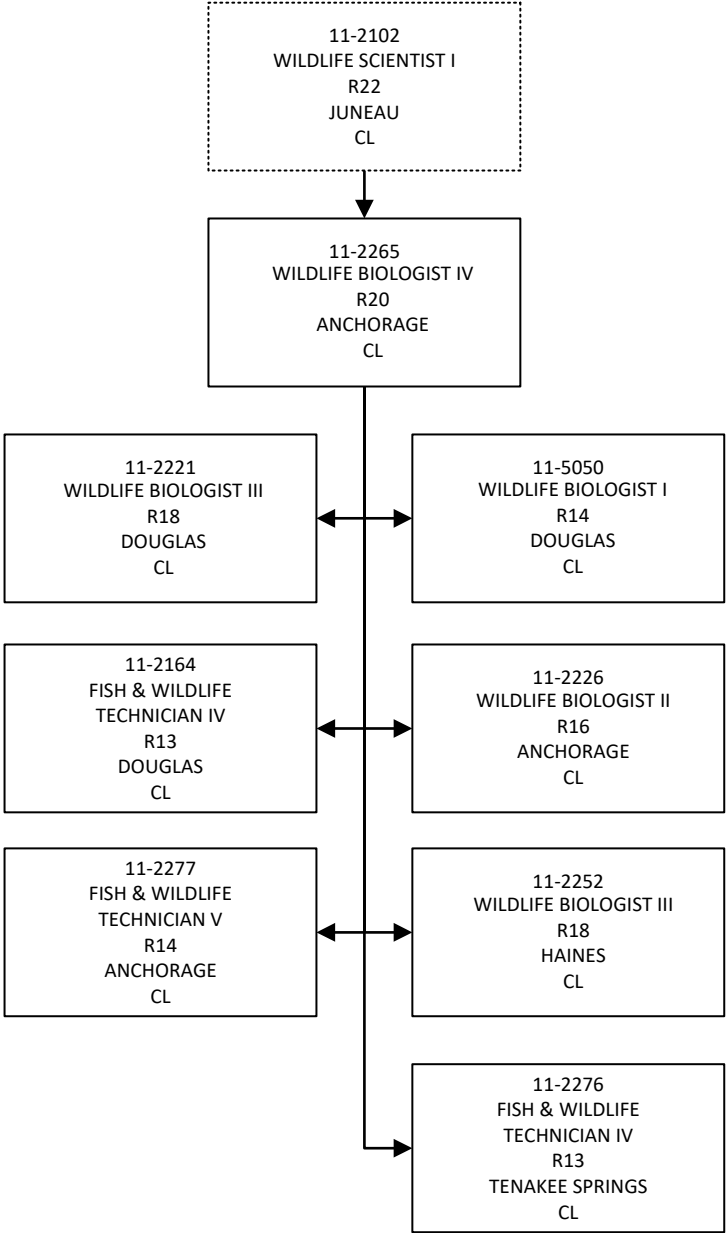 11-2102
WILDLIFE SCIENTIST I
R22
JUNEAU
CL
11-2265
WILDLIFE BIOLOGIST IV
R20
ANCHORAGE
CL
11-2221
WILDLIFE BIOLOGIST III
R18
DOUGLAS
CL
11-5050
WILDLIFE BIOLOGIST I
R14
DOUGLAS
CL
11-2164
FISH & WILDLIFE
TECHNICIAN IV
R13
DOUGLAS
CL
11-2226
WILDLIFE BIOLOGIST II
R16
ANCHORAGE
CL
11-2277
FISH & WILDLIFE
TECHNICIAN V
R14
ANCHORAGE
CL
11-2252
WILDLIFE BIOLOGIST III
R18
HAINES
CL
11-2276
FISH & WILDLIFE
TECHNICIAN IV
R13
TENAKEE SPRINGS
CL